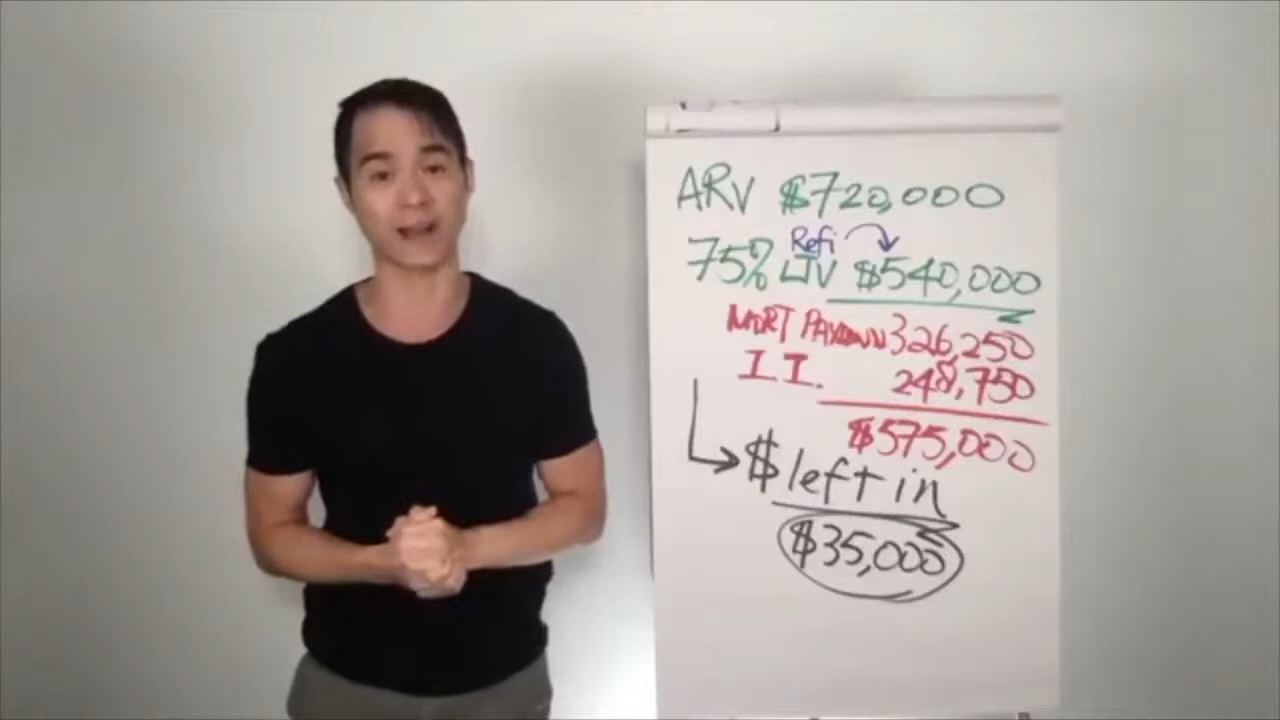 ARV $720,000
Refi
75% LTV $540,000
MORT PAYDOWN 326,250
I.I. 248,750
$575,000
$ left in
$35,000